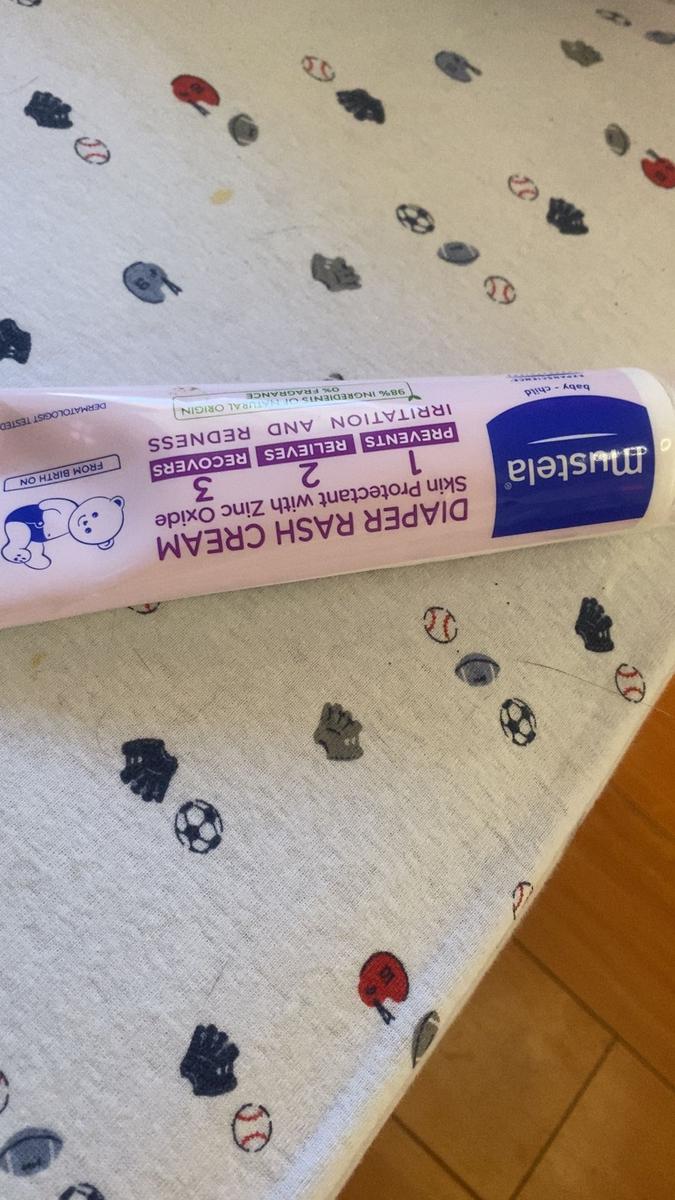 mustela®
baby - child
DIAPER RASH CREAM
Skin Protectant with Zinc Oxide
1 2 3
PREVENTS RELIEVES RECOVERS
IRRITATION AND REDNESS
98% INGREDIENTS OF NATURAL ORIGIN
0% FRAGRANCE
FROM BIRTH ON
DERMATOLOGIST TESTED